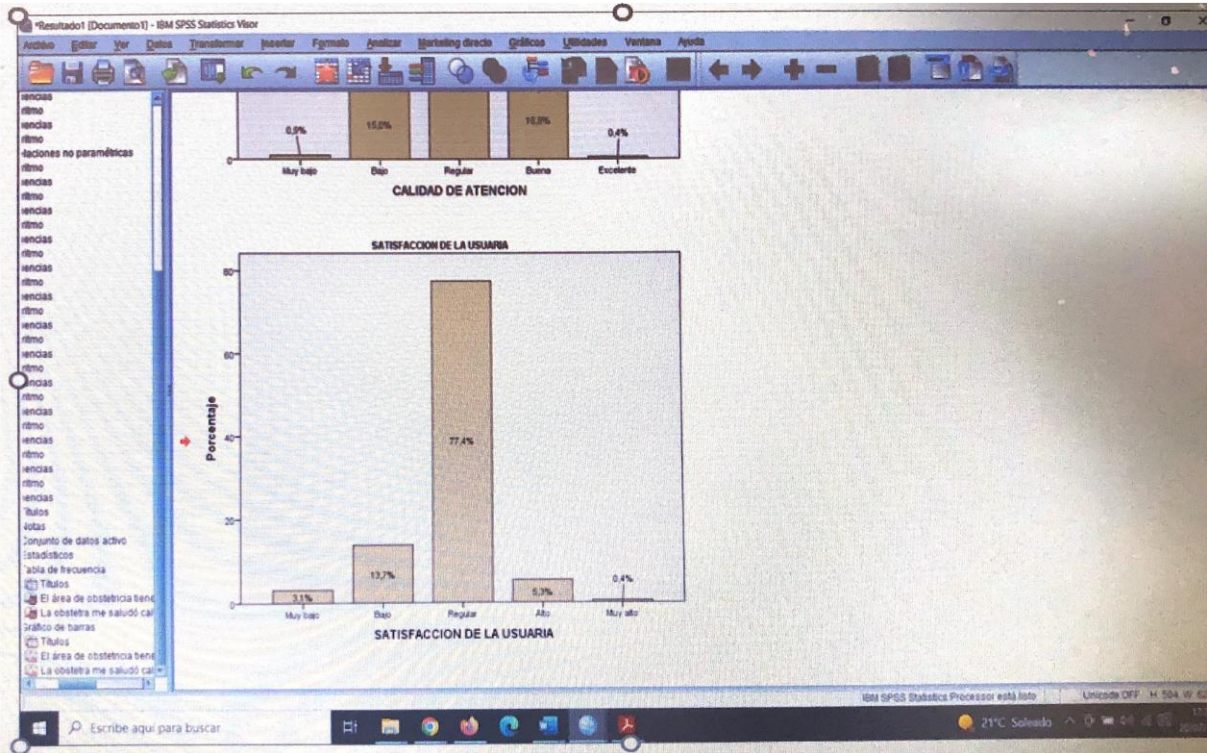 *Resultado1 [Documento1] - IBM SPSS Statistics Visor
Archivo Editar Ver Datos Transformar Insertar Formato Analizar Marketing directo Gráficos Utilidades Ventana Ayuda
encias
ritmo
encias
ritmo
laciones no paramétricas
ritmo
encias
ritmo
encias
ritmo
encias
ritmo
encias
ritmo
encias
ritmo
encias
ritmo
encias
ritmo
encias
ritmo
encias
ritmo
encias
ritmo
encias
ritmo
encias
Títulos
Notas
Conjunto de datos activo
Estadísticos
Tabla de frecuencia
Títulos
El área de obstetricia tiene
La obstetra me saludó cal
Gráfico de barras
Títulos
El área de obstetricia tiene
La obstetra me saludó cal
0,9%
15,0%
0,4%
0
Muy bajo Bajo Regular Bueno Excelente
CALIDAD DE ATENCION
SATISFACCION DE LA USUARIA
Porcentaje
80
60
40
20
0
3,1%
13,7%
77,4%
5,3%
0,4%
Muy bajo Bajo Regular Alto Muy alto
SATISFACCION DE LA USUARIA
IBM SPSS Statistics Processor está listo Unicode:OFF H: 504, W: 62
Escribe aquí para buscar
21°C Soleado